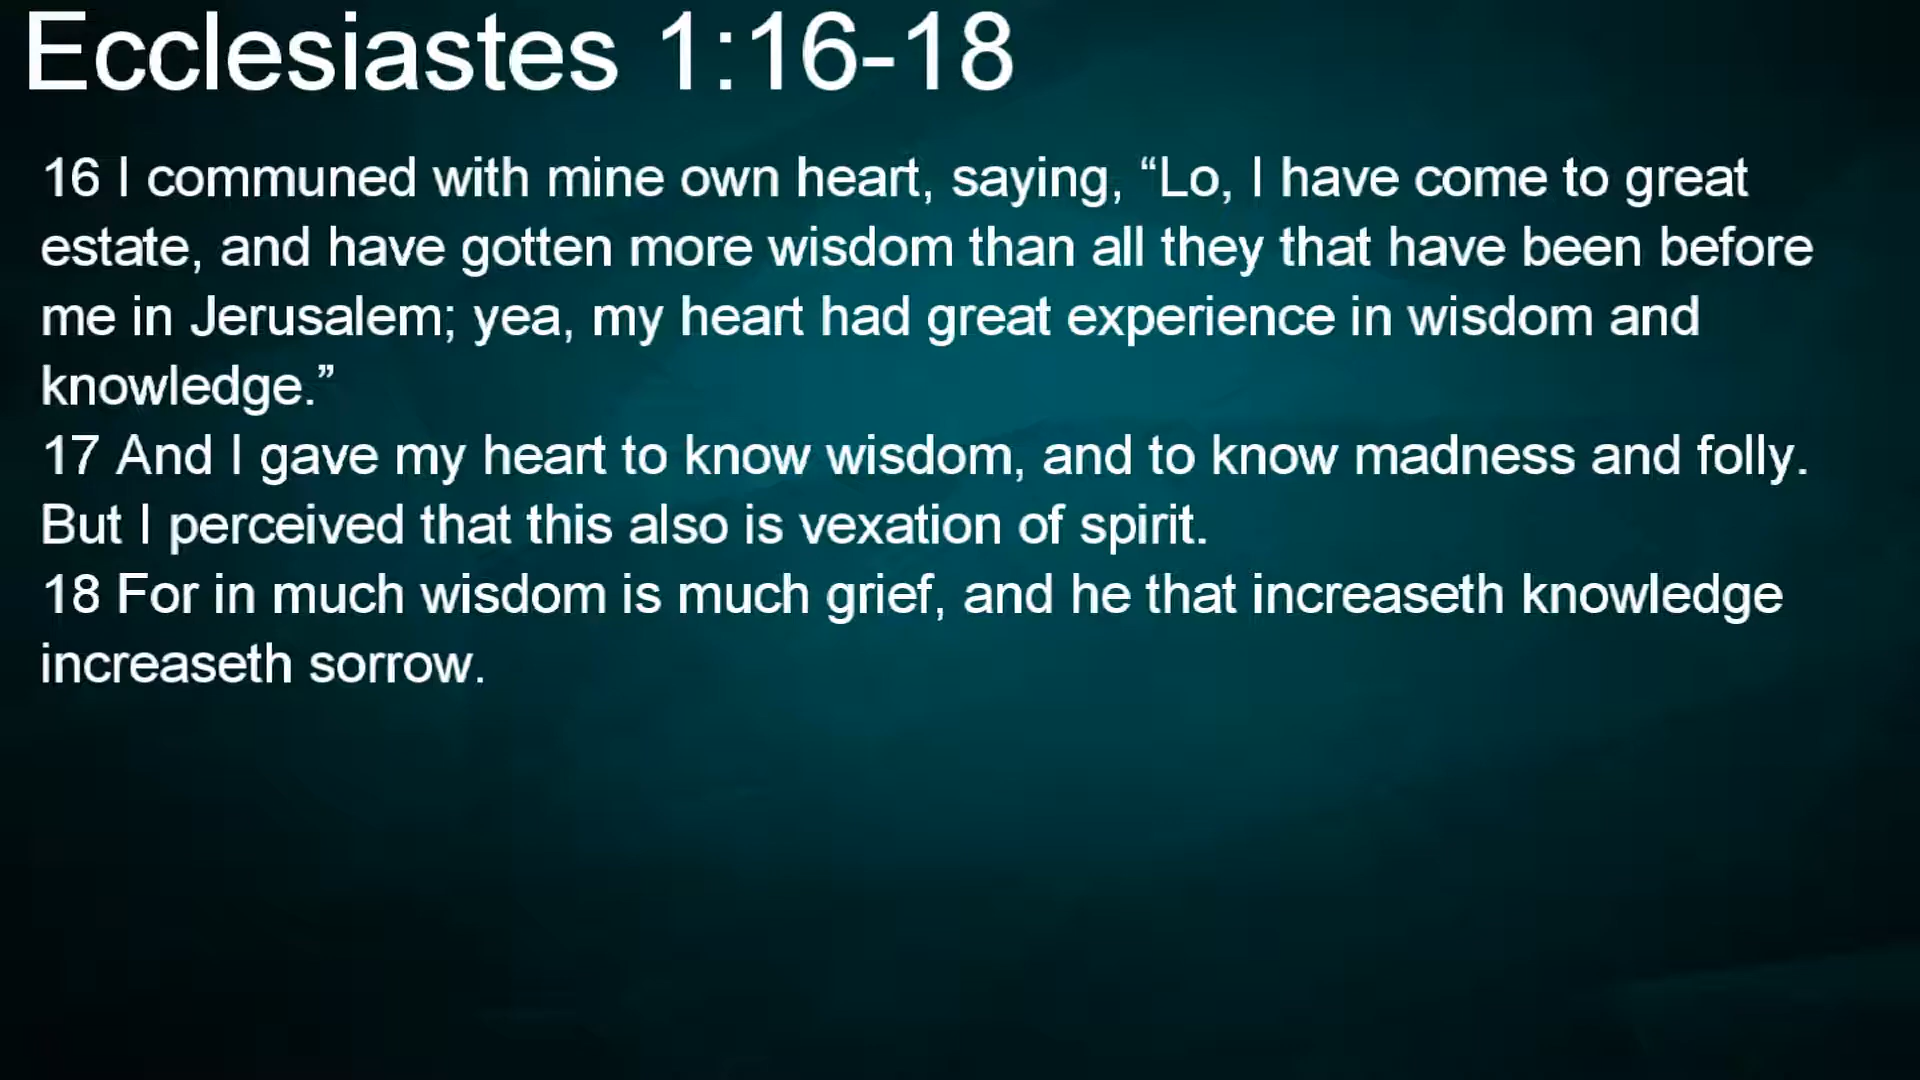 Ecclesiastes 1:16-18
16 I communed with mine own heart, saying, “Lo, I have come to great
estate, and have gotten more wisdom than all they that have been before
me in Jerusalem; yea, my heart had great experience in wisdom and
knowledge.”
17 And I gave my heart to know wisdom, and to know madness and folly.
But I perceived that this also is vexation of spirit.
18 For in much wisdom is much grief, and he that increaseth knowledge
increaseth sorrow.